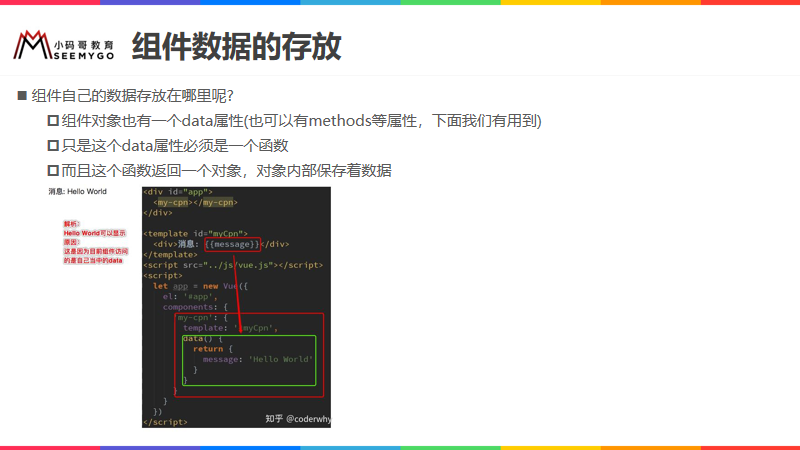 小码哥教育
SEEMYGO
组件数据的存放
组件自己的数据存放在哪里呢?
组件对象也有一个data属性(也可以有methods等属性，下面我们有用到)
只是这个data属性必须是一个函数
而且这个函数返回一个对象，对象内部保存着数据
消息: Hello World
解析：
Hello World可以显示
原因：
这是因为目前组件访问
的是自己当中的data
<div id="app">
<my-cpn></my-cpn>
</div>
<template id="myCpn">
<div>消息: {{message}}</div>
</template>
<script src="../js/vue.js"></script>
<script>
let app = new Vue({
el: '#app',
components: {
'my-cpn': {
template: '#myCpn',
data() {
return {
message: 'Hello World'
}
}
}
}
})
</script>
知乎 @coderwhy